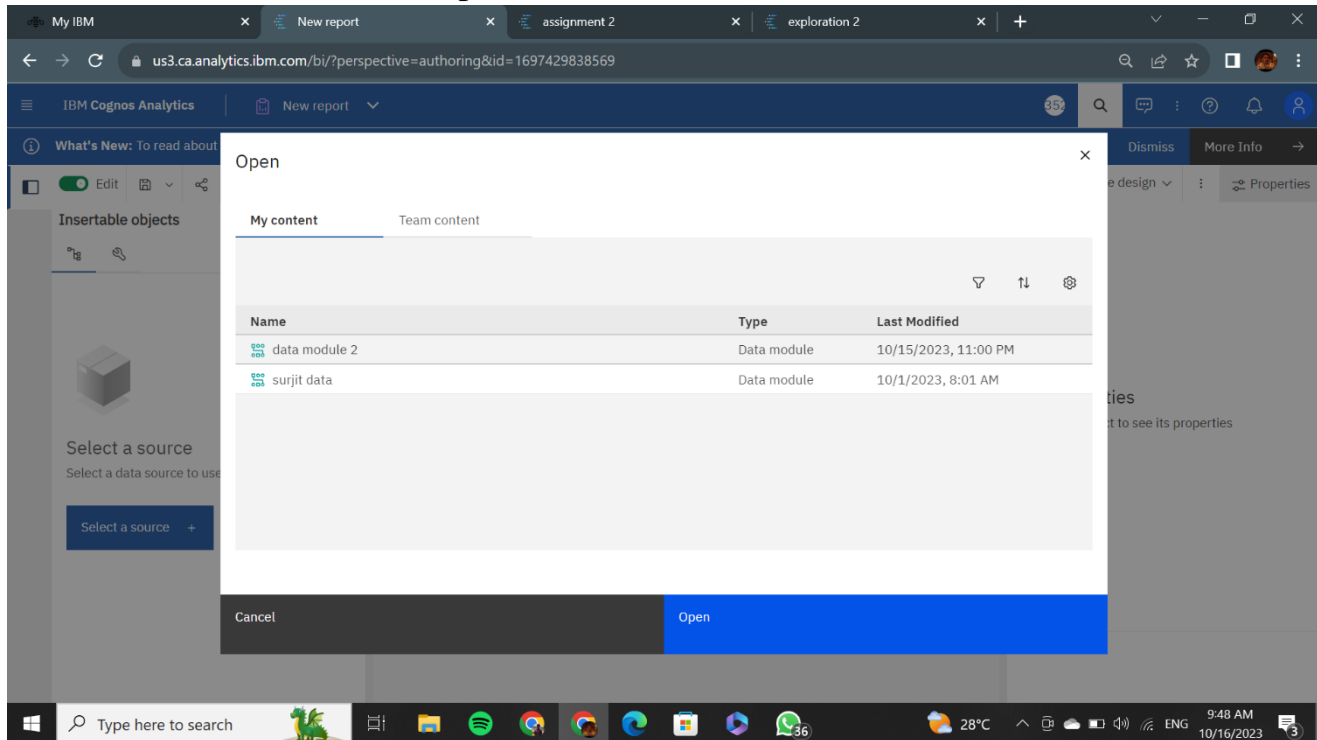 My IBM
New report
assignment 2
exploration 2
us3.ca.analytics.ibm.com/bi/?perspective=authoring&id=1697429838569
IBM Cognos Analytics
New report
352
What's New: To read about
Dismiss
More Info
Edit
e design
Properties
Insertable objects
Open
My content
Team content
Name Type Last Modified
data module 2 Data module 10/15/2023, 11:00 PM
surjit data Data module 10/1/2023, 8:01 AM
ties
ct to see its properties
Select a source
Select a data source to use
Select a source +
Cancel
Open
Type here to search
36
28°C
ENG
9:48 AM
10/16/2023
3